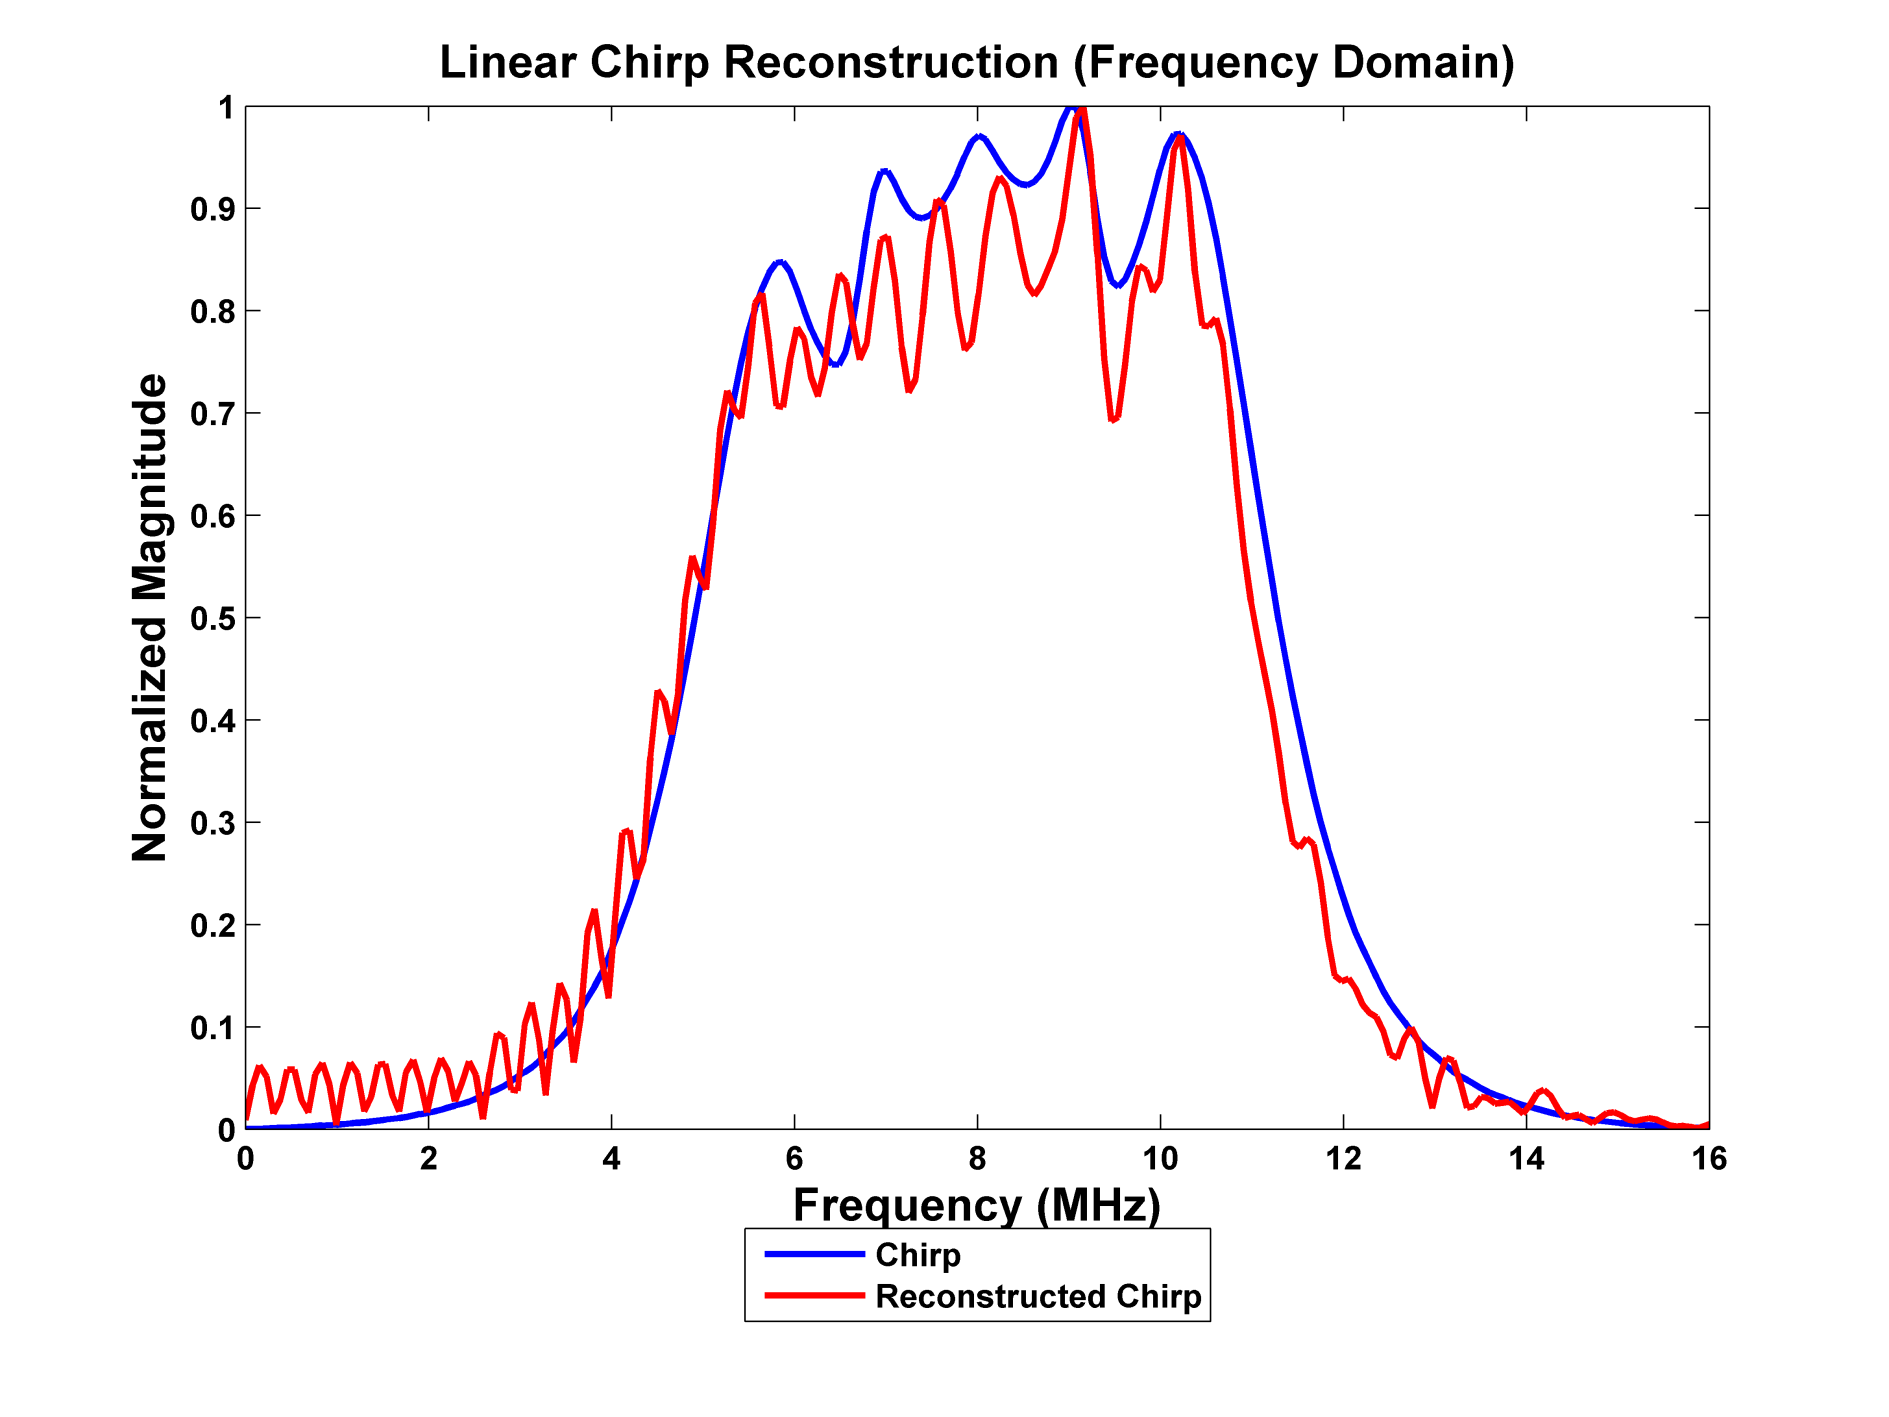 Linear Chirp Reconstruction (Frequency Domain)
1
0.9
0.8
0.7
0.6
0.5
0.4
0.3
0.2
0.1
0
Normalized Magnitude
0 2 4 6 8 10 12 14 16
Frequency (MHz)
Chirp
Reconstructed Chirp